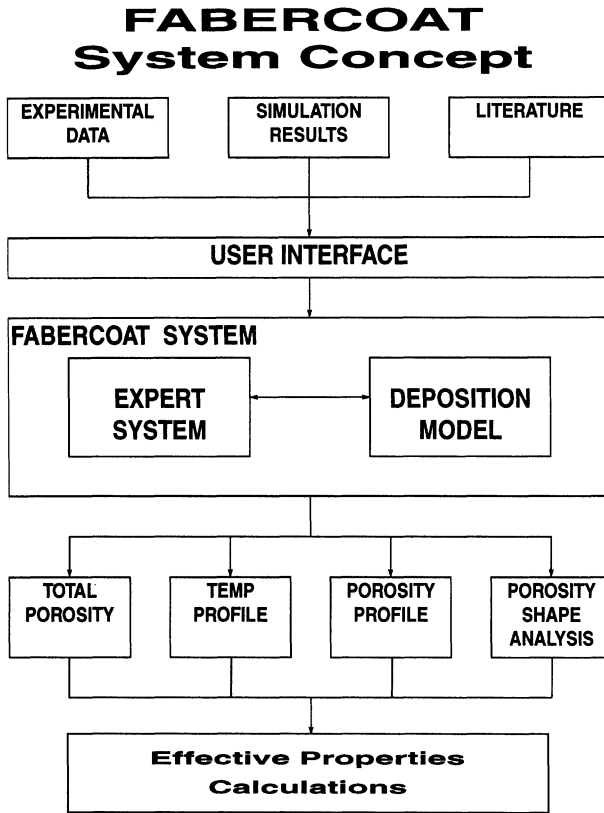 FABERCOAT
System Concept
EXPERIMENTAL
DATA
SIMULATION
RESULTS
LITERATURE
USER INTERFACE
FABERCOAT SYSTEM
EXPERT
SYSTEM
DEPOSITION
MODEL
TOTAL
POROSITY
TEMP
PROFILE
POROSITY
PROFILE
POROSITY
SHAPE
ANALYSIS
Effective Properties
Calculations